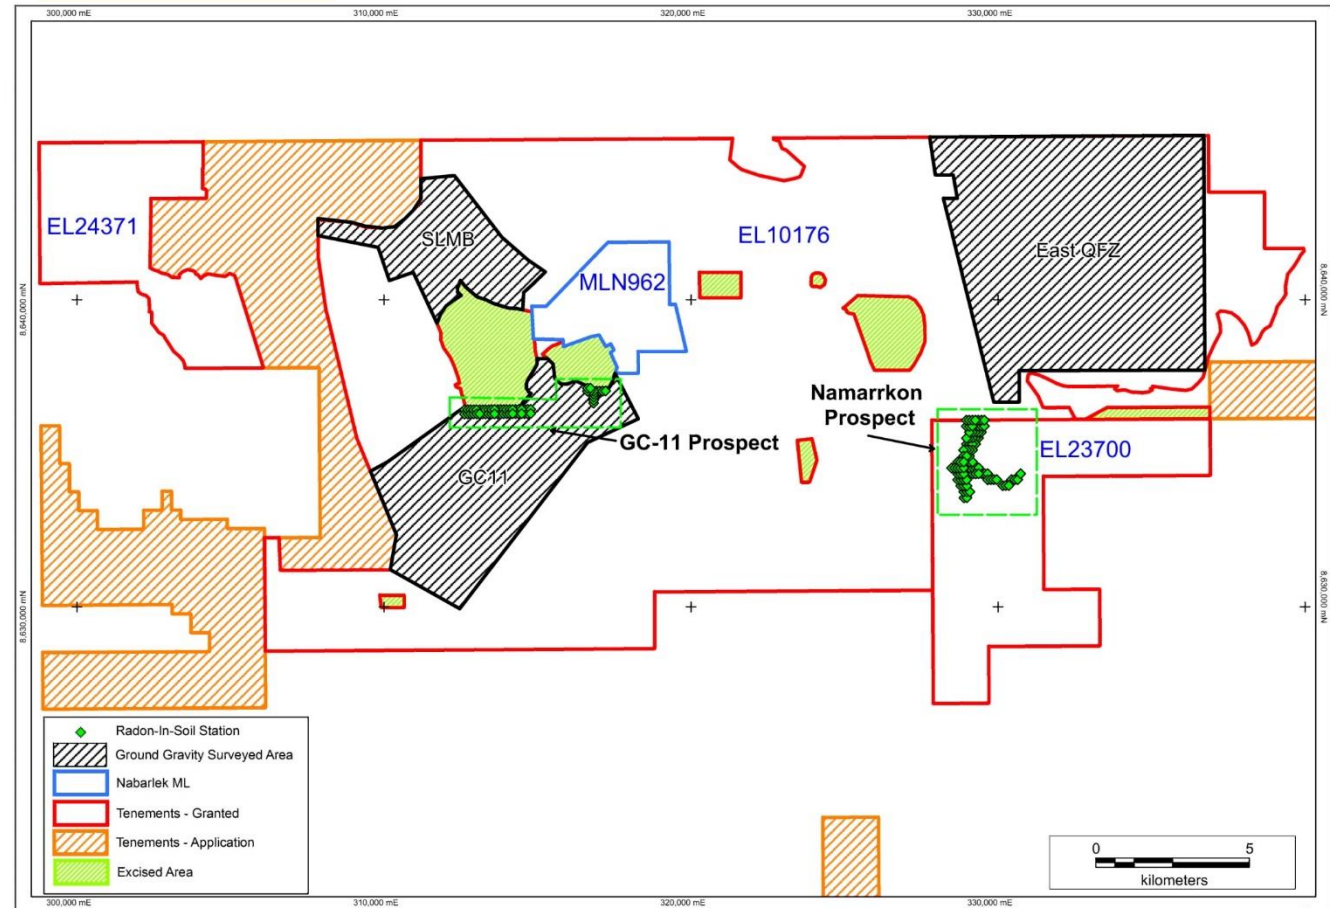 300,000 mE
310,000 mE
320,000 mE
330,000 mE
EL24371
SLMB
EL10176
East QFZ
MLN962
8,640,000 mN
8,640,000 mN
Namarrkon
Prospect
GC-11 Prospect
EL23700
GC11
8,630,000 mN
8,630,000 mN
Radon-In-Soil Station
Ground Gravity Surveyed Area
Nabarlek ML
Tenements - Granted
Tenements - Application
Excised Area
0
5
kilometers
300,000 mE
310,000 mE
320,000 mE
330,000 mE